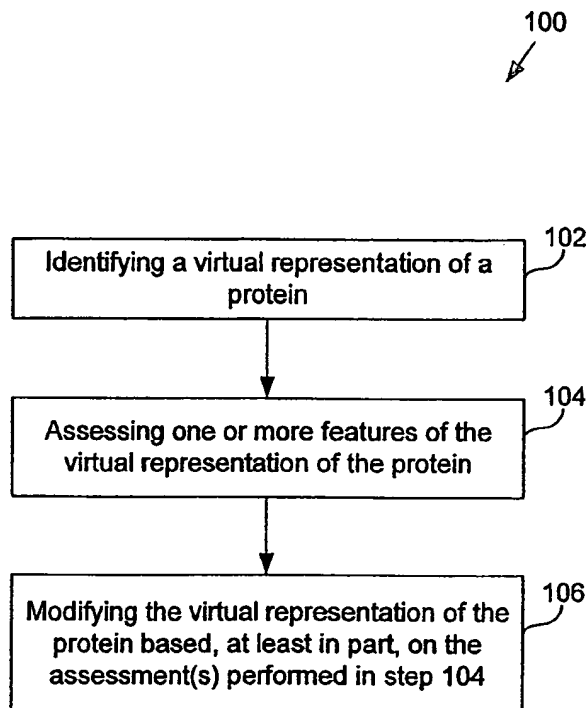 100
102
Identifying a virtual representation of a
protein
104
Assessing one or more features of the
virtual representation of the protein
106
Modifying the virtual representation of the
protein based, at least in part, on the
assessment(s) performed in step 104